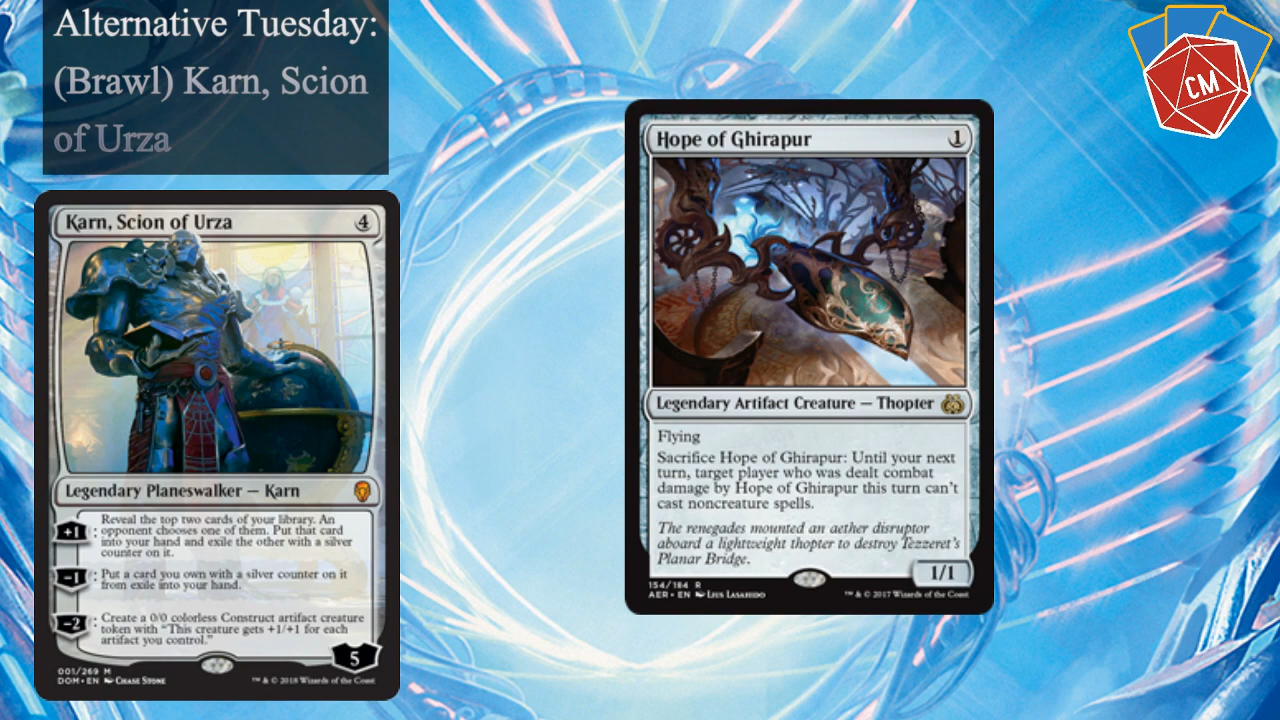 Alternative Tuesday:
(Brawl) Karn, Scion
of Urza
CM
Karn, Scion of Urza 4
Legendary Planeswalker — Karn
+1: Reveal the top two cards of your library. An
opponent chooses one of them. Put that card
into your hand and exile the other with a silver
counter on it.
-1: Put a card you own with a silver counter on it
from exile into your hand.
-2: Create a 0/0 colorless Construct artifact creature
token with “This creature gets +1/+1 for each
artifact you control.”
5
001/269 M
DOM • EN Chase Stone
™ & © 2018 Wizards of the Coast
Hope of Ghirapur 1
Legendary Artifact Creature — Thopter
Flying
Sacrifice Hope of Ghirapur: Until your next
turn, target player who was dealt combat
damage by Hope of Ghirapur this turn can’t
cast noncreature spells.
The renegades mounted an aether disruptor
aboard a lightweight thopter to destroy Tezzeret’s
Planar Bridge.
1/1
154/184 R
AER • EN Lius Lasahido
™ & © 2017 Wizards of the Coast